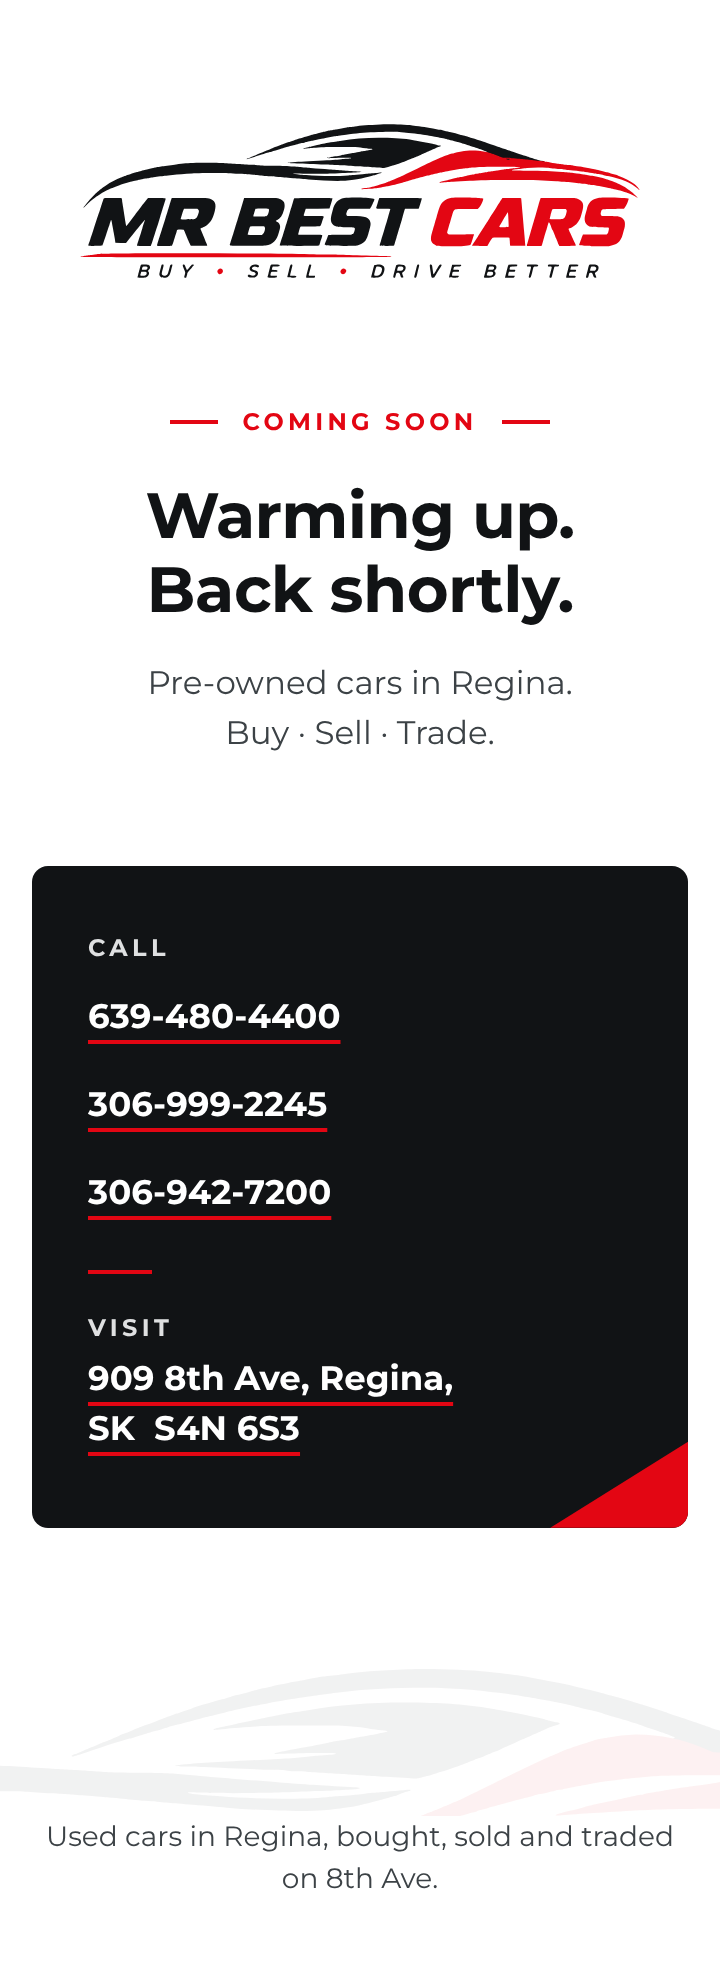 MR BEST CARS
BUY • SELL • DRIVE BETTER
COMING SOON
Warming up.
Back shortly.
Pre-owned cars in Regina.
Buy · Sell · Trade.
CALL
639-480-4400
306-999-2245
306-942-7200
VISIT
909 8th Ave, Regina,
SK  S4N 6S3
Used cars in Regina, bought, sold and traded
on 8th Ave.